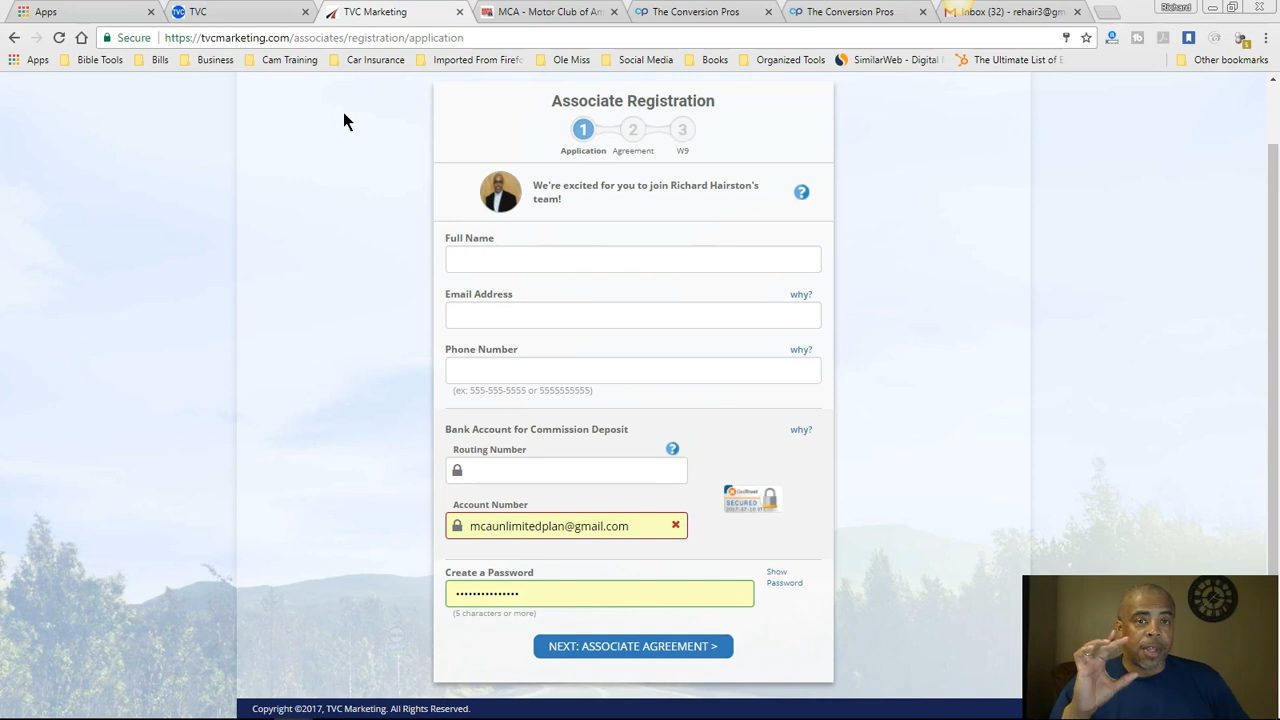 Apps
TVC
TVC Marketing
MCA - Motor Club of Am
The Conversion Pros
The Conversion Pros
Inbox (32) - rehair3@gm
Richard
Secure
https://tvcmarketing.com/associates/registration/application
Apps
Bible Tools
Bills
Business
Cam Training
Car Insurance
Imported From Firef
Ole Miss
Social Media
Books
Organized Tools
SimilarWeb - Digital
The Ultimate List of E
Other bookmarks
Associate Registration
1 2 3
Application Agreement W9
We're excited for you to join Richard Hairston's
team!
?
Full Name
Email Address why?
Phone Number why?
(ex: 555-555-5555 or 5555555555)
Bank Account for Commission Deposit why?
Routing Number ?
Account Number
mcaunlimitedplan@gmail.com
GeoTrust
SECURED
Create a Password
Show
Password
•••••••••••••••
(5 characters or more)
NEXT: ASSOCIATE AGREEMENT >
Copyright ©2017, TVC Marketing. All Rights Reserved.